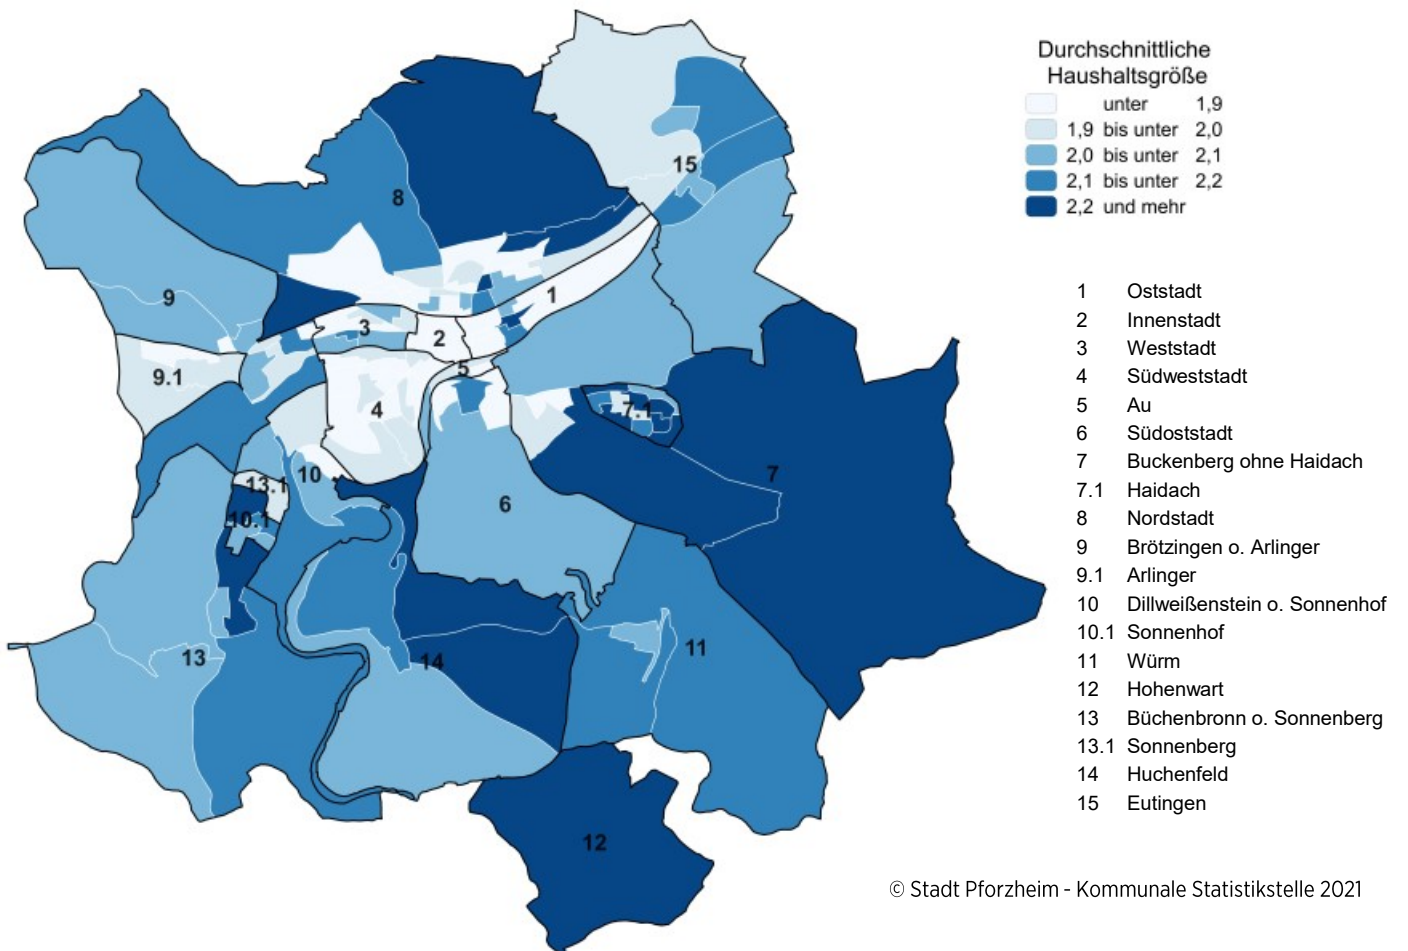 Durchschnittliche
Haushaltsgröße
unter 1,9
1,9 bis unter 2,0
2,0 bis unter 2,1
2,1 bis unter 2,2
2,2 und mehr
15
8
9
1
3
2
9.1
5
4
7.1
10
7
13.1
6
10.1
11
13
14
12
1 Oststadt
2 Innenstadt
3 Weststadt
4 Südweststadt
5 Au
6 Südoststadt
7 Buckenberg ohne Haidach
7.1 Haidach
8 Nordstadt
9 Brötzingen o. Arlinger
9.1 Arlinger
10 Dillweißenstein o. Sonnenhof
10.1 Sonnenhof
11 Würm
12 Hohenwart
13 Büchenbronn o. Sonnenberg
13.1 Sonnenberg
14 Huchenfeld
15 Eutingen
© Stadt Pforzheim - Kommunale Statistikstelle 2021